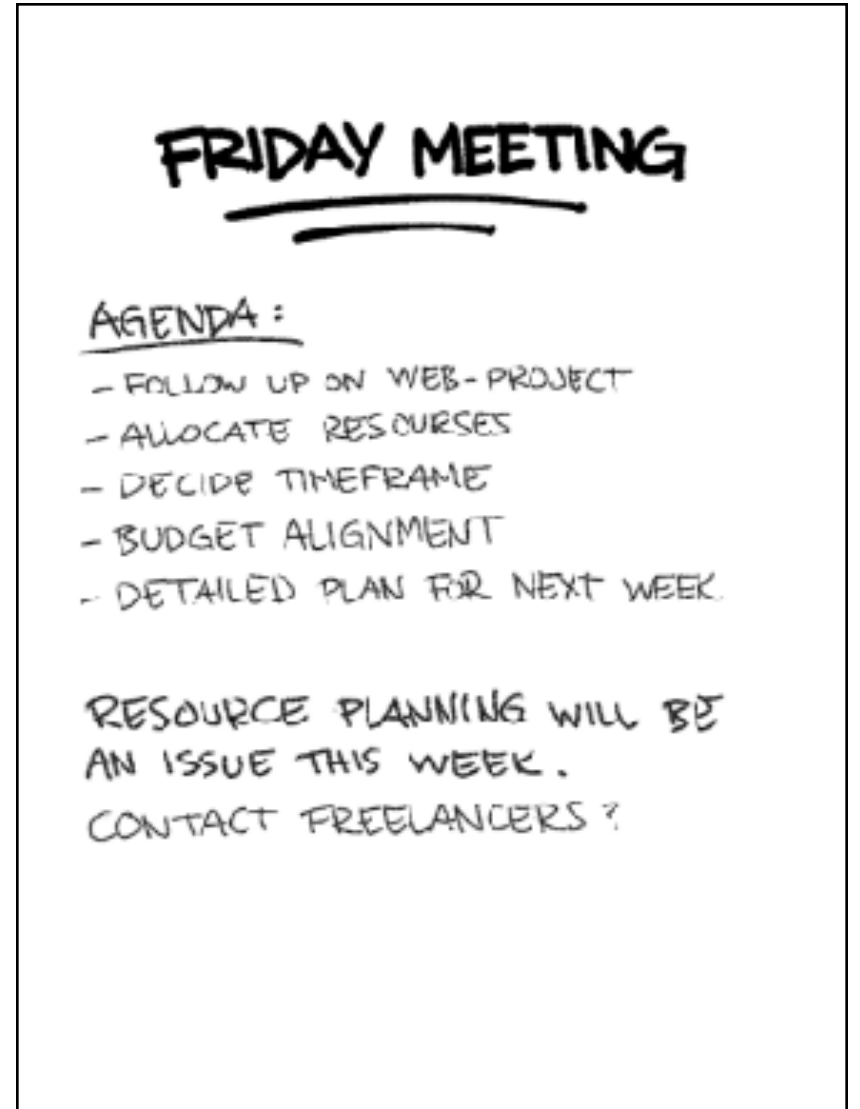 FRIDAY MEETING
AGENDA:
- FOLLOW UP ON WEB-PROJECT
- ALLOCATE RESOURSES
- DECIDE TIMEFRAME
- BUDGET ALIGNMENT
- DETAILED PLAN FOR NEXT WEEK
RESOURCE PLANNING WILL BE
AN ISSUE THIS WEEK.
CONTACT FREELANCERS?